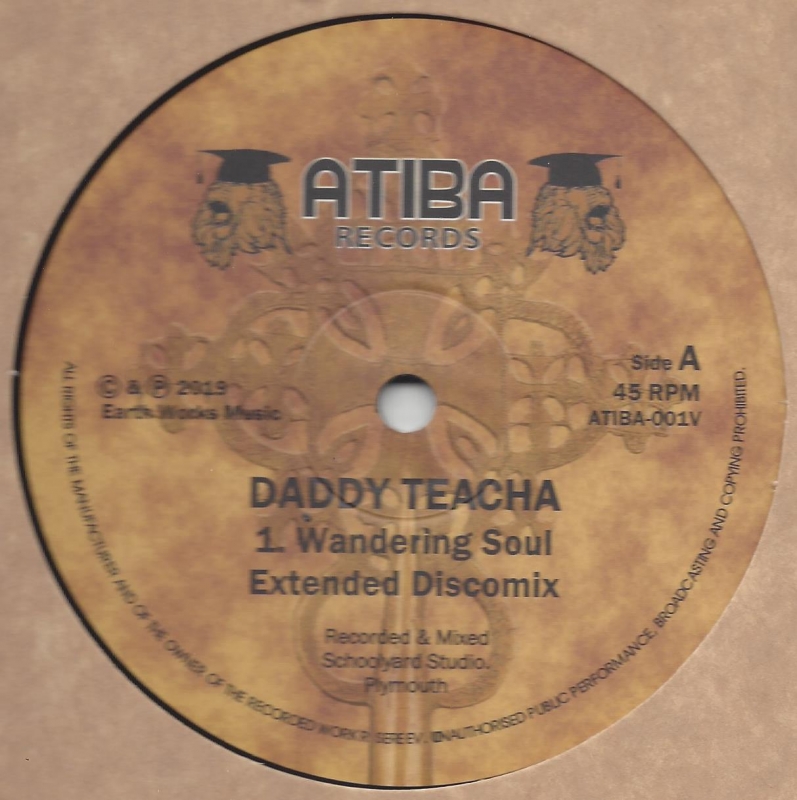 ATIBA
RECORDS
© & ℗ 2019
Earth Works Music
Side A
45 RPM
ATIBA-001V
DADDY TEACHA
1. Wandering Soul
Extended Discomix
Recorded & Mixed
Schoolyard Studio.
Plymouth
ALL RIGHTS OF THE MANUFACTURER AND OF THE OWNER OF THE RECORDED WORK UNAUTHORISED PUBLIC PERFORMANCE, BROADCASTING AND COPYING PROHIBITED.